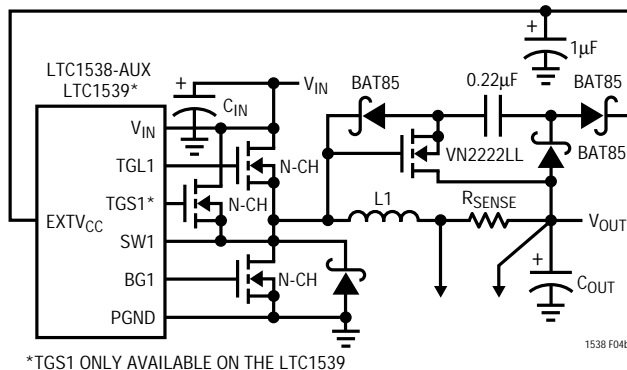 1μF
LTC1538-AUX
LTC1539*
+
+
VIN
BAT85
0.22μF
BAT85
CIN
VIN
TGL1
N-CH
VN2222LL
BAT85
TGS1*
N-CH
EXTVCC
L1
RSENSE
SW1
VOUT
BG1
N-CH
+
COUT
PGND
1538 F04b
*TGS1 ONLY AVAILABLE ON THE LTC1539